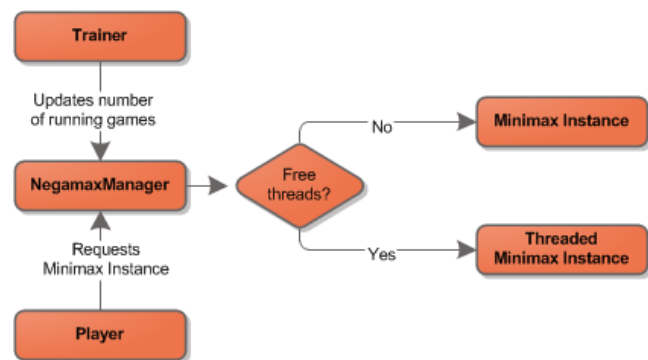 Trainer
Updates number
of running games
NegamaxManager
Requests
Minimax Instance
Player
Free
threads?
No
Minimax Instance
Yes
Threaded
Minimax Instance